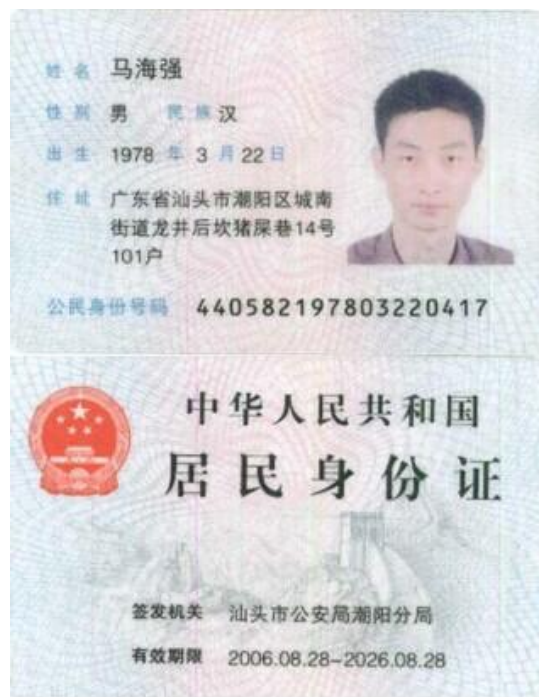 姓名 马海强
性别 男 民族 汉
出生 1978 年 3 月 22 日
住址 广东省汕头市潮阳区城南
街道龙井后坎猪屎巷14号
101户
公民身份号码 440582197803220417
中华人民共和国
居民身份证
签发机关 汕头市公安局潮阳分局
有效期限 2006.08.28-2026.08.28